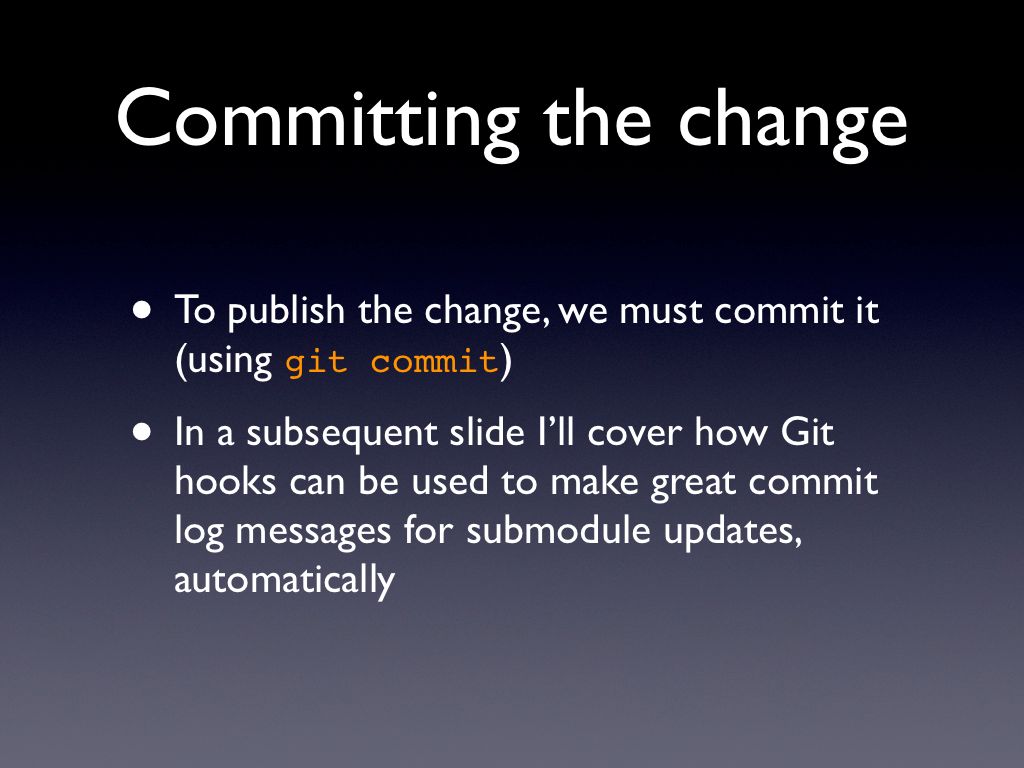 Committing the change
• To publish the change, we must commit it
(using git commit)
• In a subsequent slide I’ll cover how Git
hooks can be used to make great commit
log messages for submodule updates,
automatically